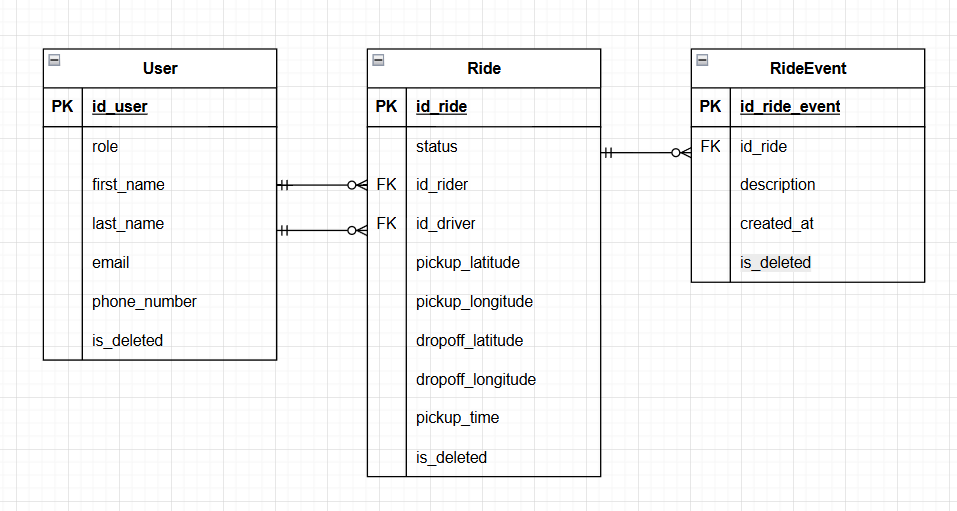 User
PK id_user
role
first_name
last_name
email
phone_number
is_deleted
Ride
PK id_ride
status
FK id_rider
FK id_driver
pickup_latitude
pickup_longitude
dropoff_latitude
dropoff_longitude
pickup_time
is_deleted
RideEvent
PK id_ride_event
FK id_ride
description
created_at
is_deleted